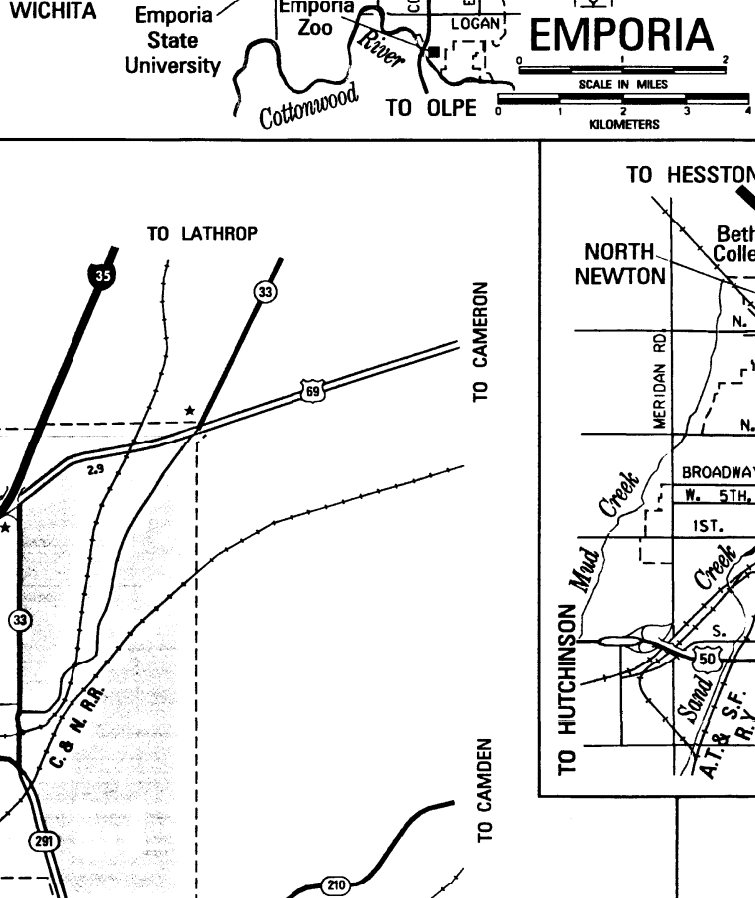 WICHITA
Emporia
State
University
Emporia
Zoo
LOGAN
River
Cottonwood
TO OLPE
EMPORIA
0 1 2
SCALE IN MILES
0 1 2 3 4
KILOMETERS
TO LATHROP
35
33
69
2.9
TO CAMERON
33
C. & N. R.R.
291
210
TO CAMDEN
TO HESSTON
Beth
Colle
NORTH
NEWTON
N.
MERIDAN RD.
N.
BROADWAY
W. 5TH.
1ST.
Mud Creek
Sand Creek
S.
50
TO HUTCHINSON
A.T. & S.F.
R.Y.